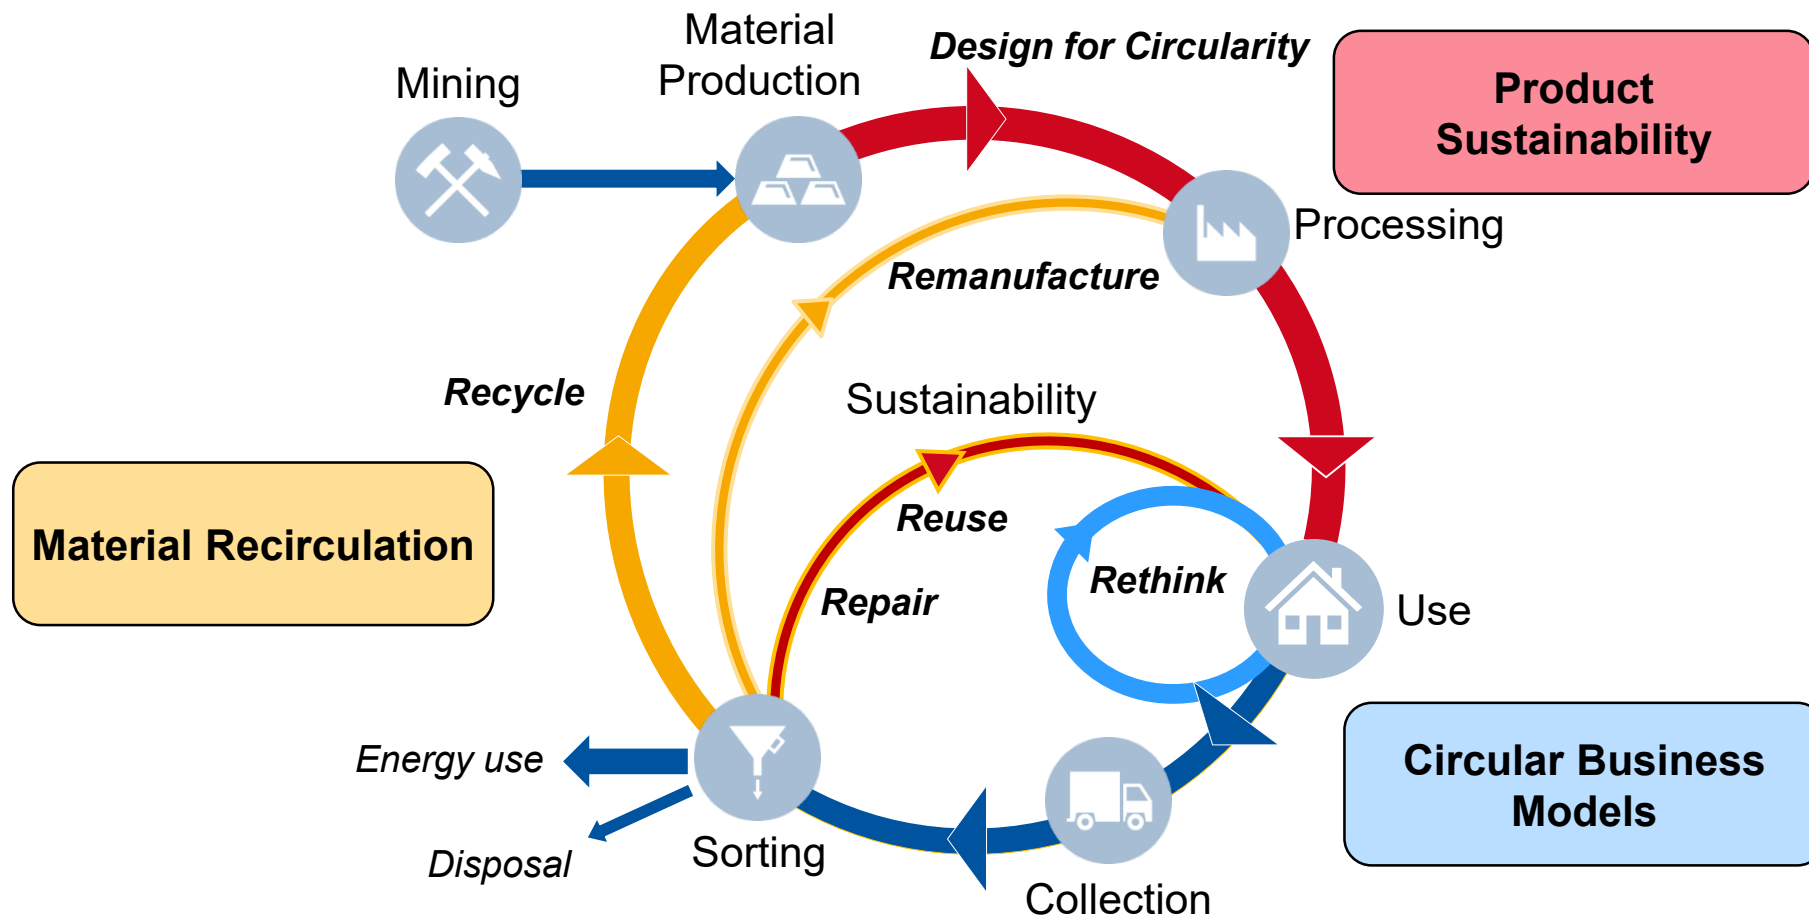 Material
Production
Design for Circularity
Mining
Product
Sustainability
Processing
Remanufacture
Recycle
Sustainability
Reuse
Material Recirculation
Rethink
Repair
Use
Energy use
Circular Business
Models
Disposal
Sorting
Collection